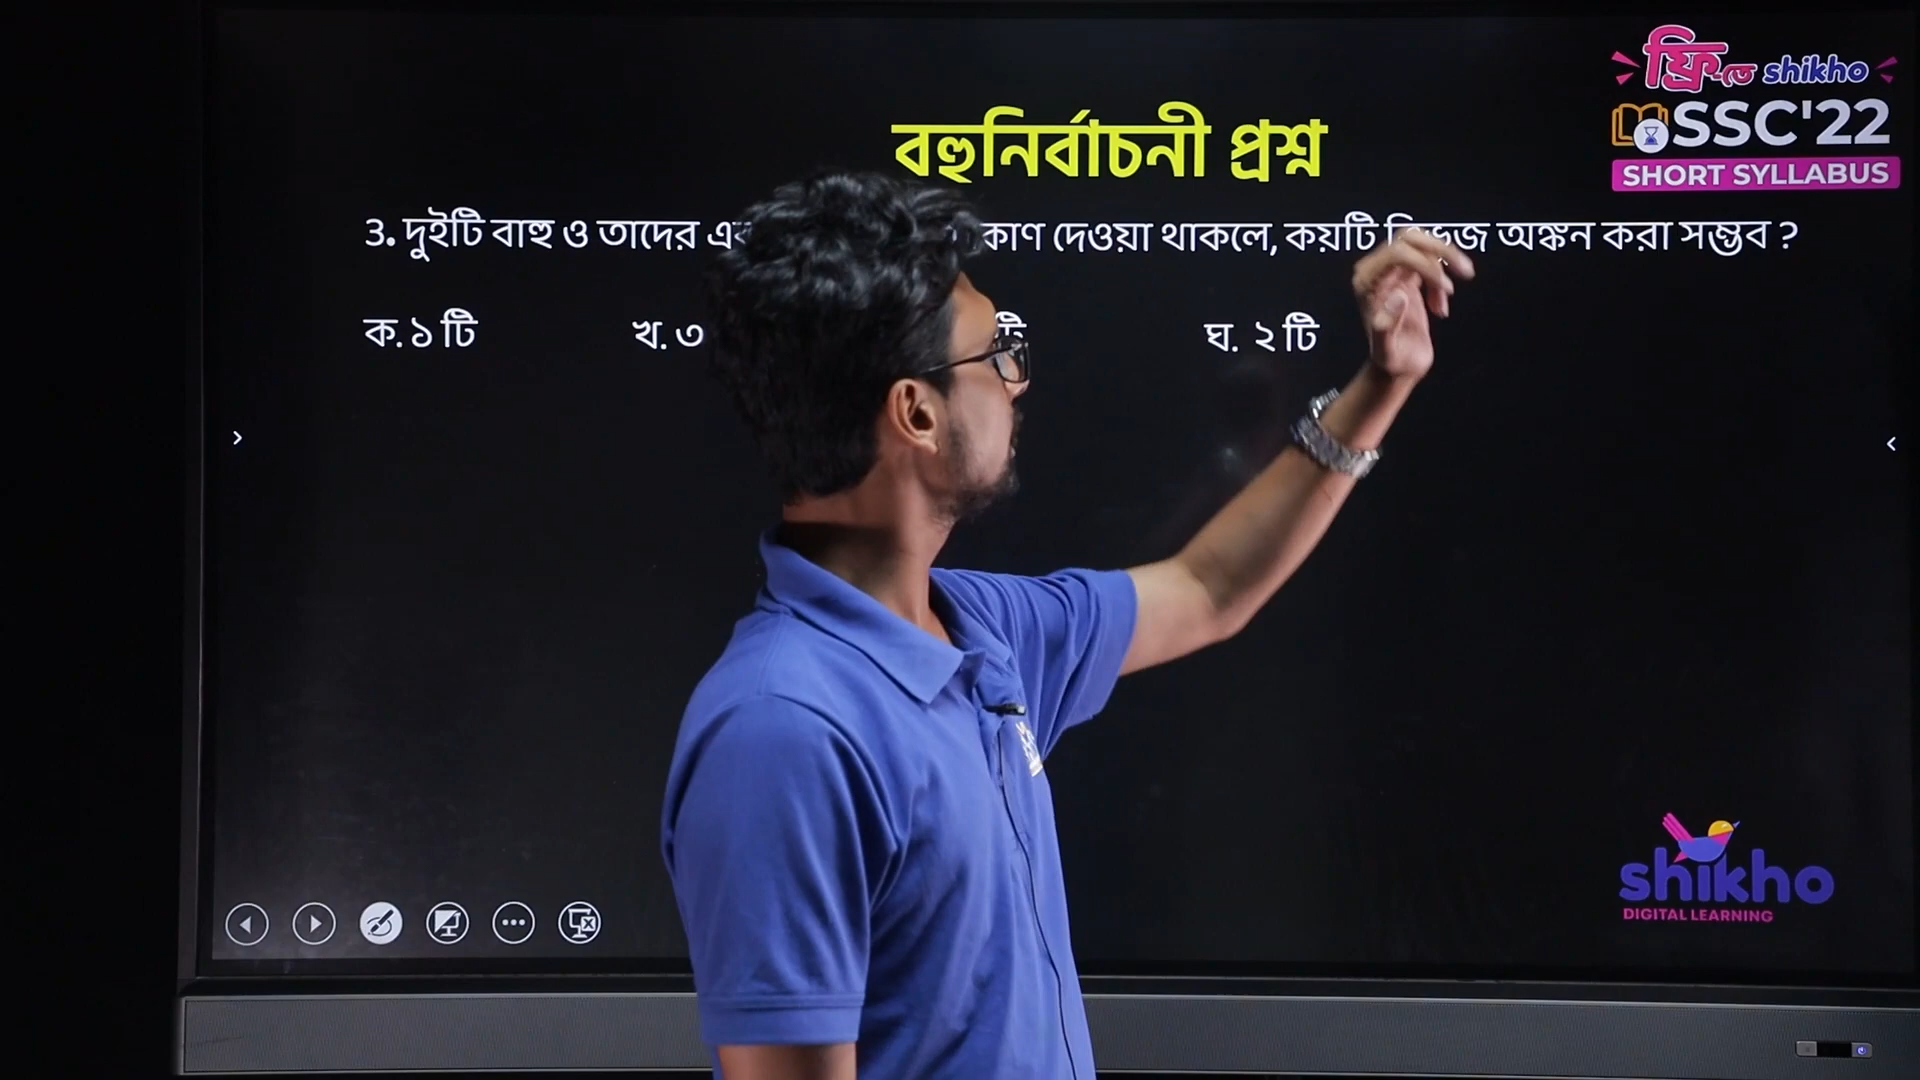 ফ্রি-তে shikho
SSC'22
SHORT SYLLABUS
বহুনির্বাচনী প্রশ্ন
3. দুইটি বাহু ও তাদের দেওয়া থাকলে, কয়টি অঙ্কন করা সম্ভব ?
ক. ১ টি খ. ৩ টি ঘ. ২ টি
shikho
DIGITAL LEARNING